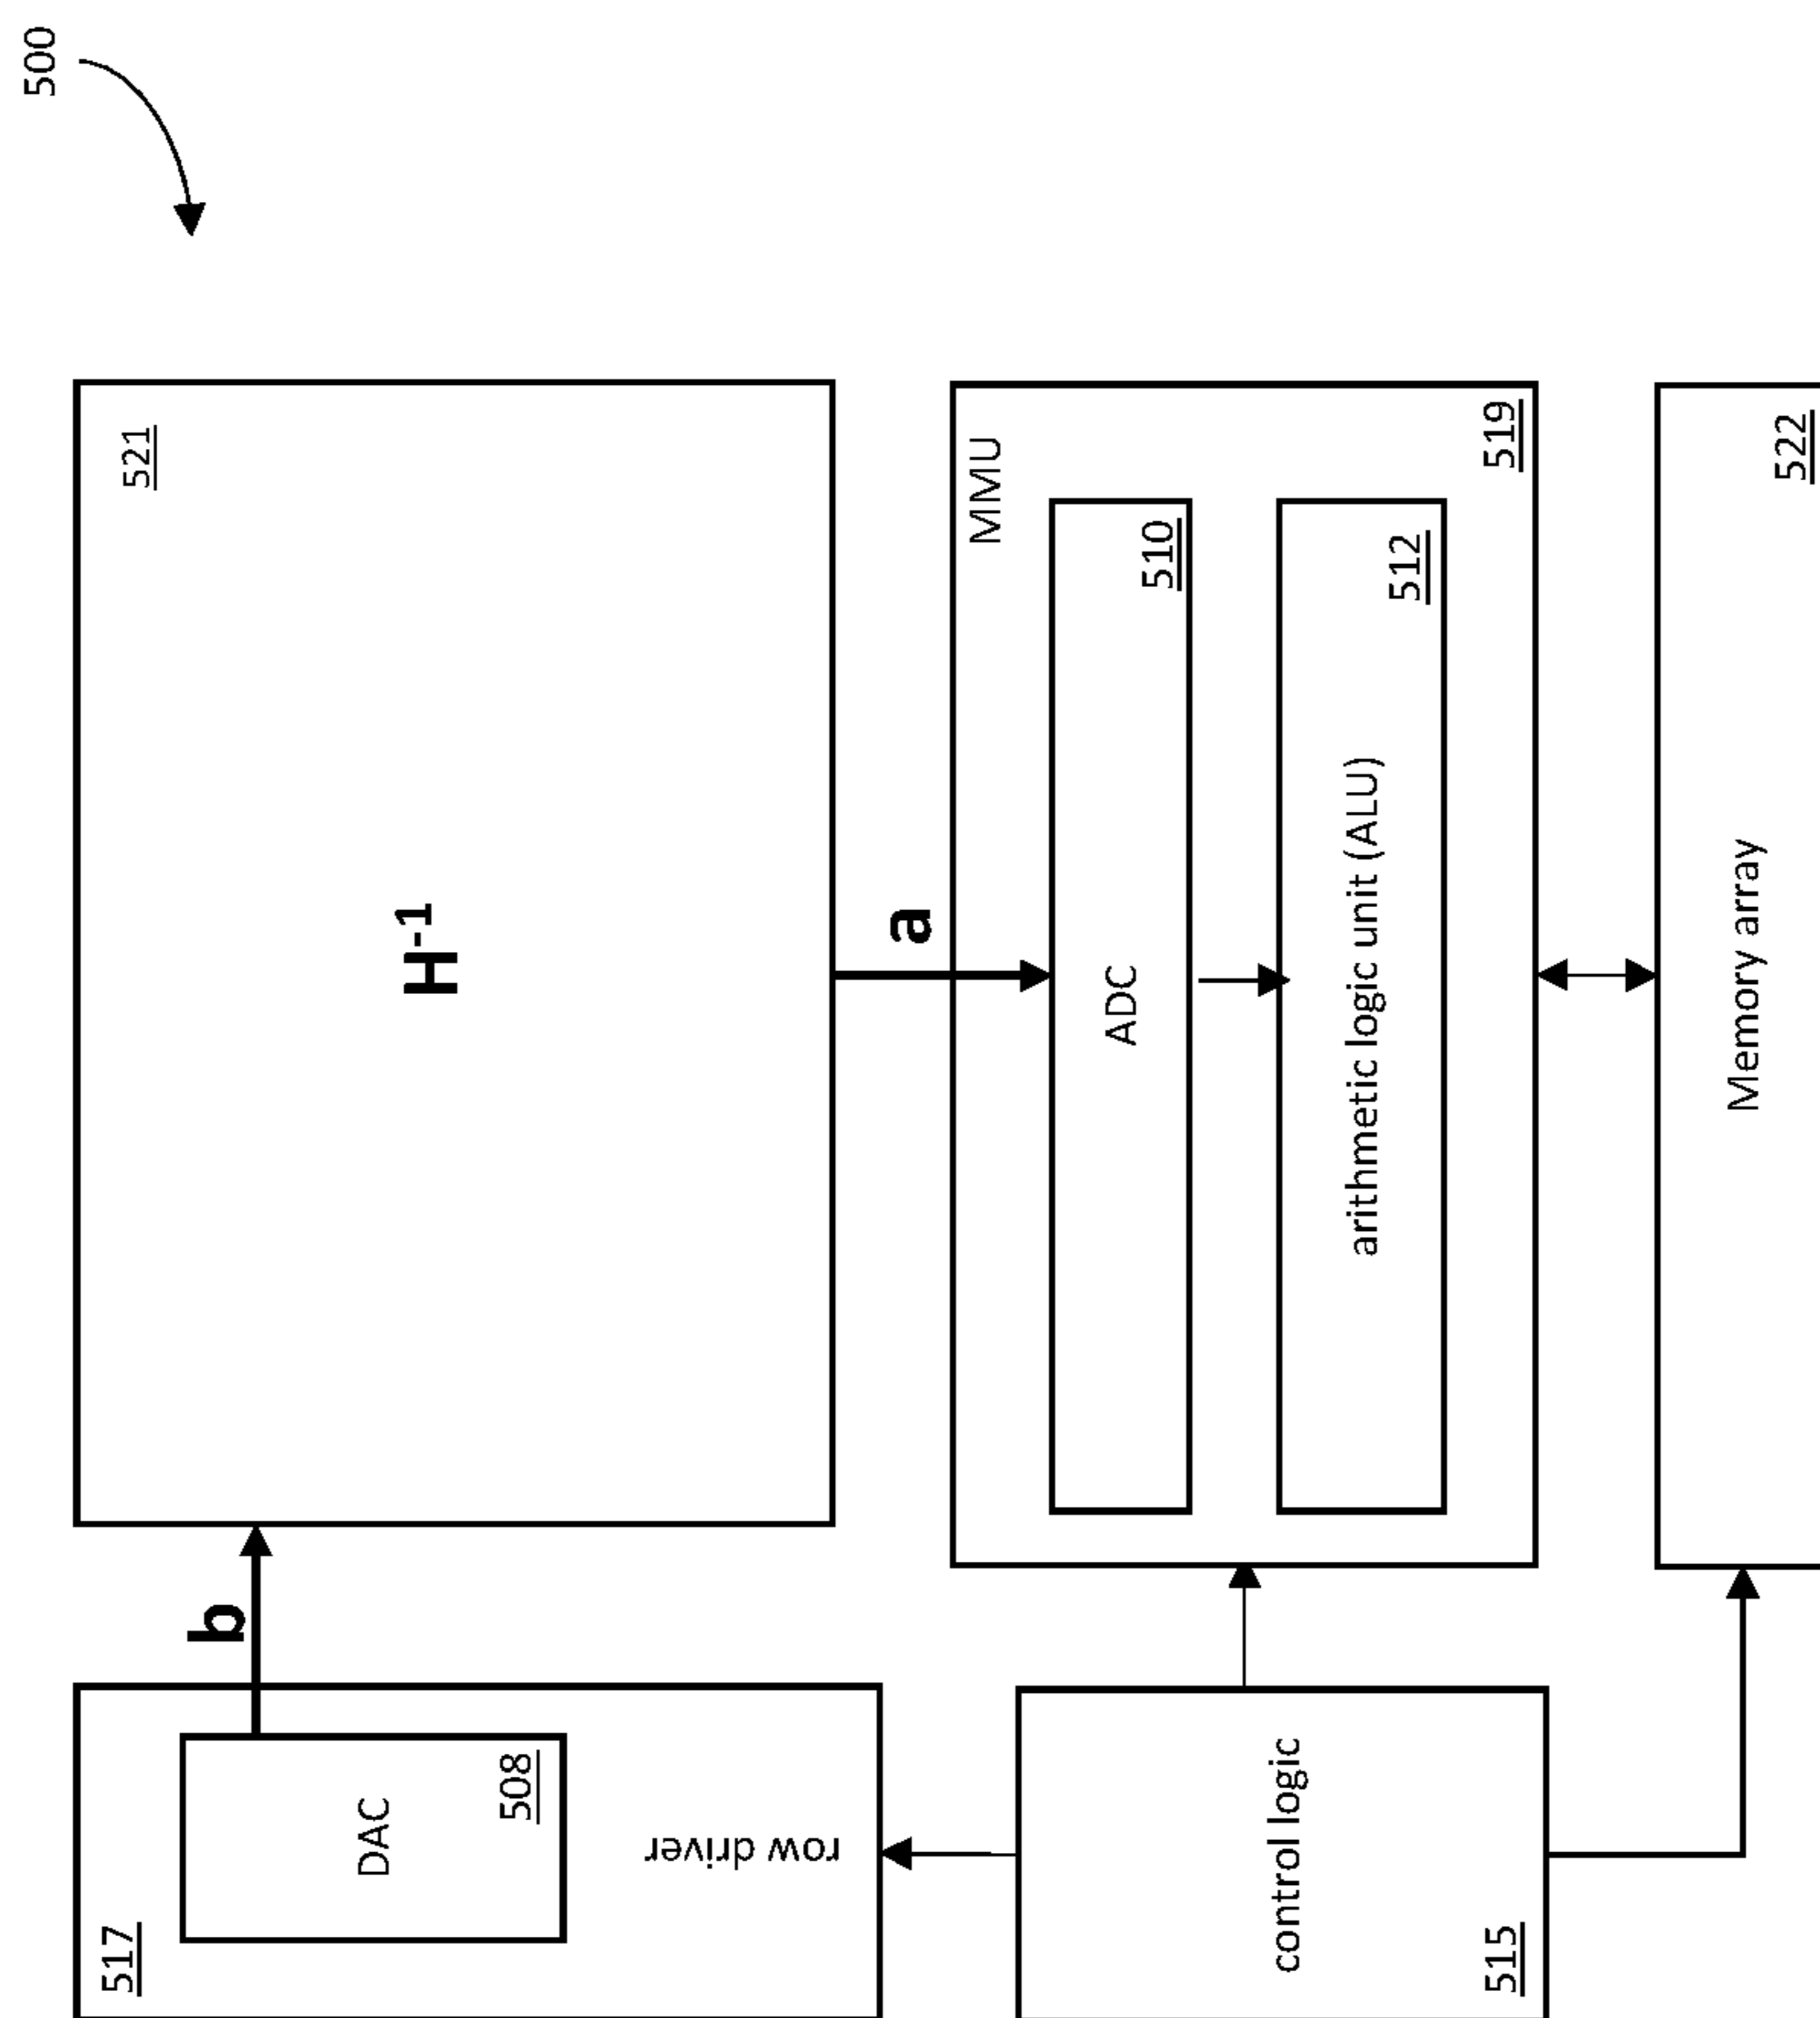 500
521
H-1
b
a
MMU
510
ADC
512
arithmetic logic unit (ALU)
519
522
Memory array
517
508
DAC
row driver
control logic
515